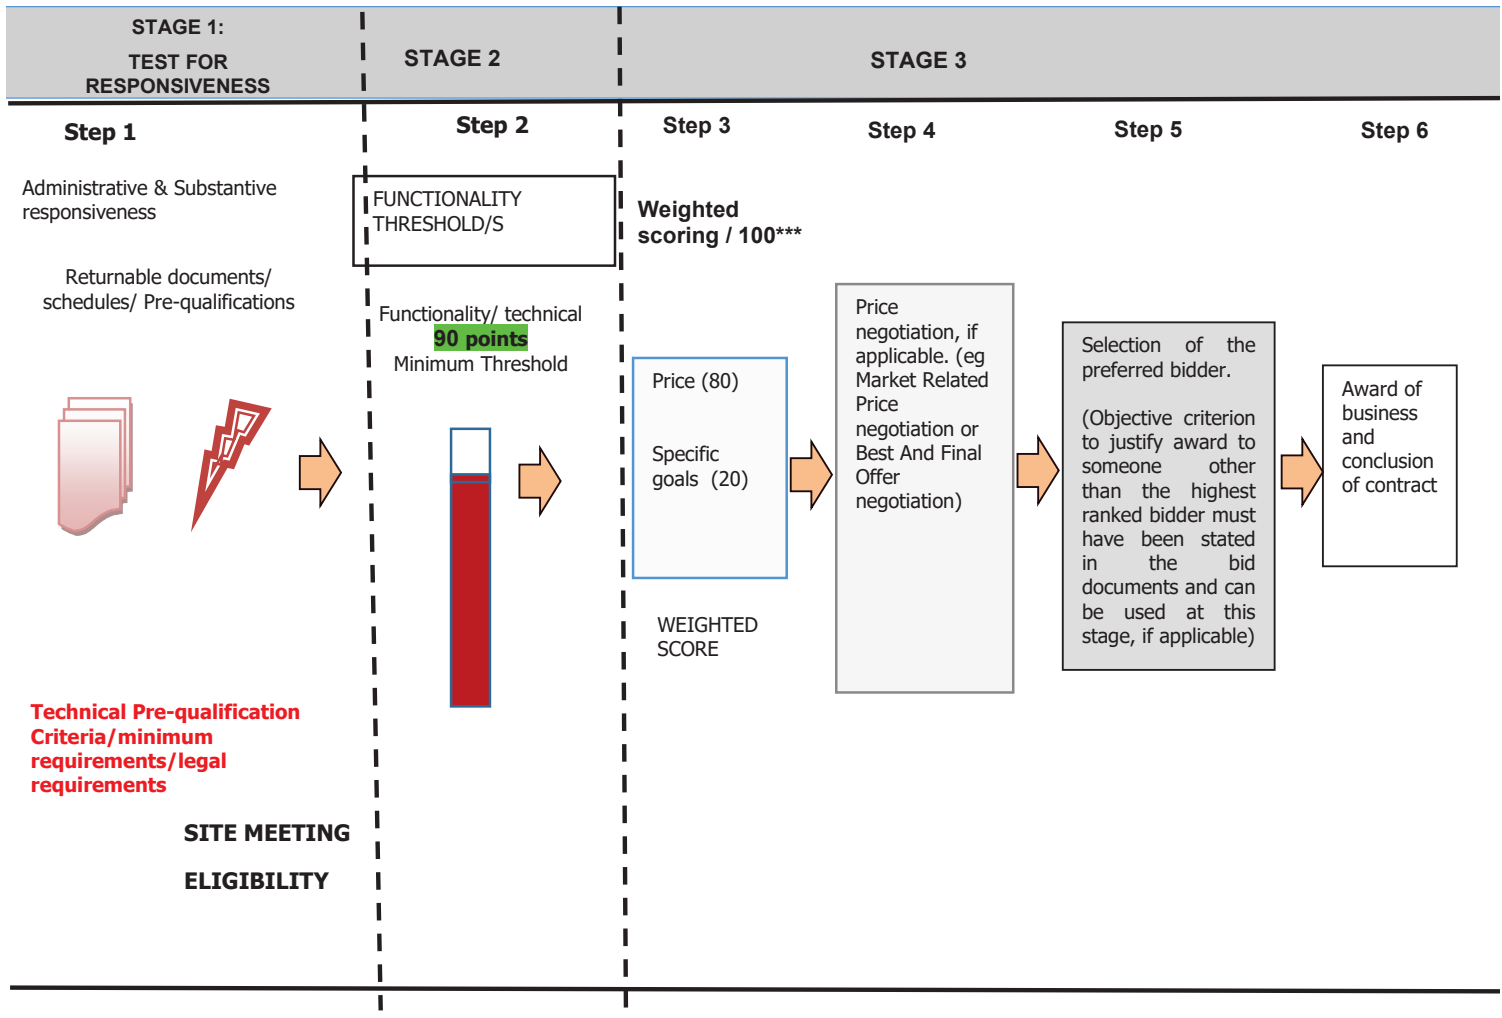 STAGE 1:
TEST FOR
RESPONSIVENESS
STAGE 2
STAGE 3
Step 1
Step 2
Step 3
Step 4
Step 5
Step 6
Administrative & Substantive
responsiveness
Returnable documents/
schedules/ Pre-qualifications
Technical Pre-qualification
Criteria/minimum
requirements/legal
requirements
SITE MEETING
ELIGIBILITY
FUNCTIONALITY
THRESHOLD/S
Functionality/ technical
90 points
Minimum Threshold
Weighted
scoring / 100***
Price (80)
Specific
goals (20)
WEIGHTED
SCORE
Price
negotiation, if
applicable. (eg
Market Related
Price
negotiation or
Best And Final
Offer
negotiation)
Selection of the
preferred bidder.
(Objective criterion
to justify award to
someone other
than the highest
ranked bidder must
have been stated
in the bid
documents and can
be used at this
stage, if applicable)
Award of
business
and
conclusion
of contract